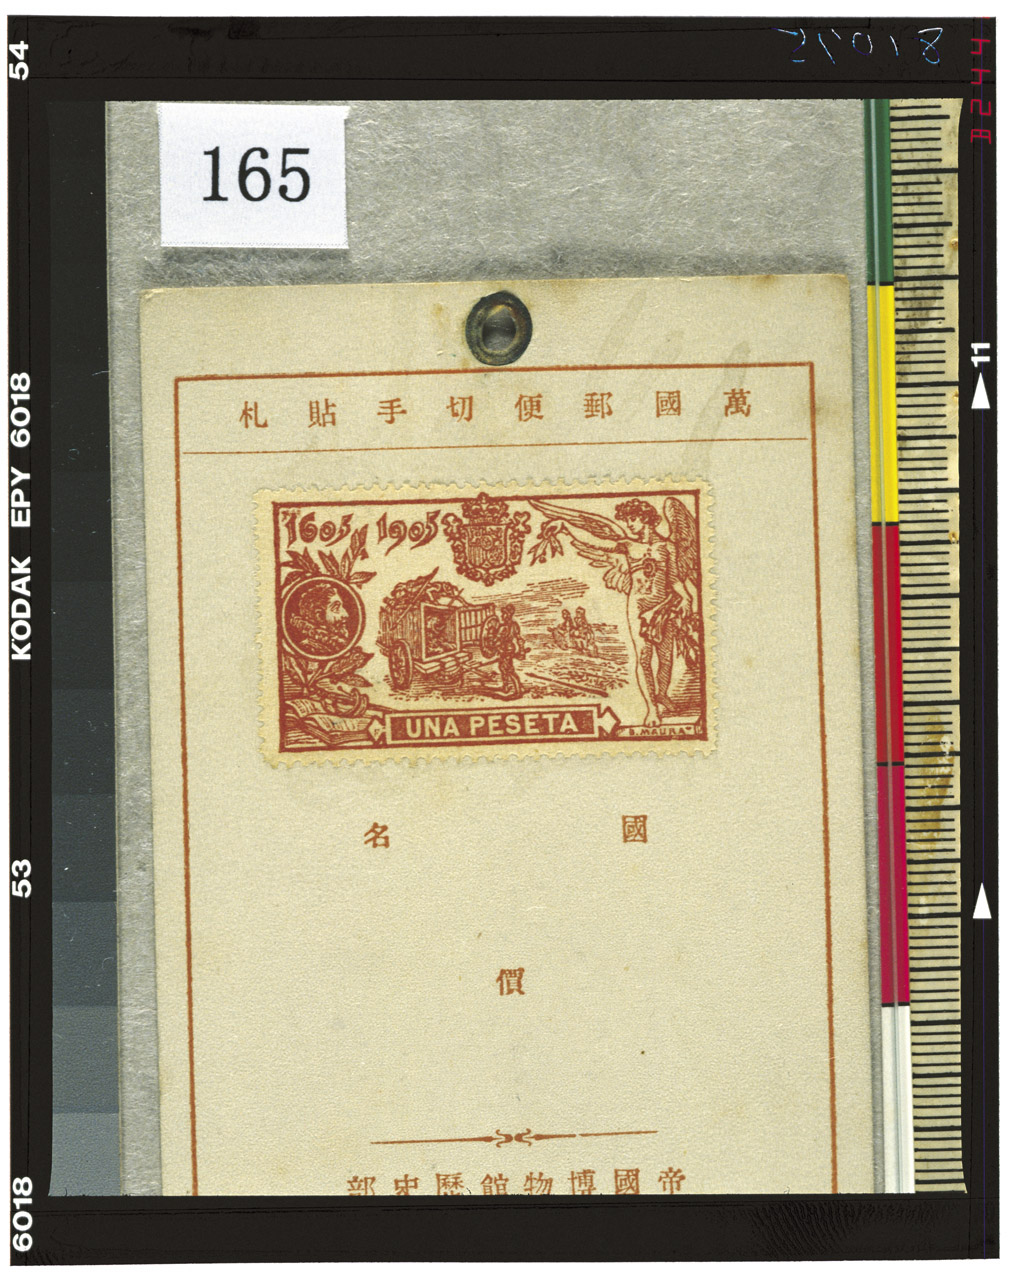 54
KODAK EPY 6018
53
6018
11
165
萬國郵便切手貼札
1605 1905
UNA PESETA
B. MAURA
國名
價
帝國博物館歷史部